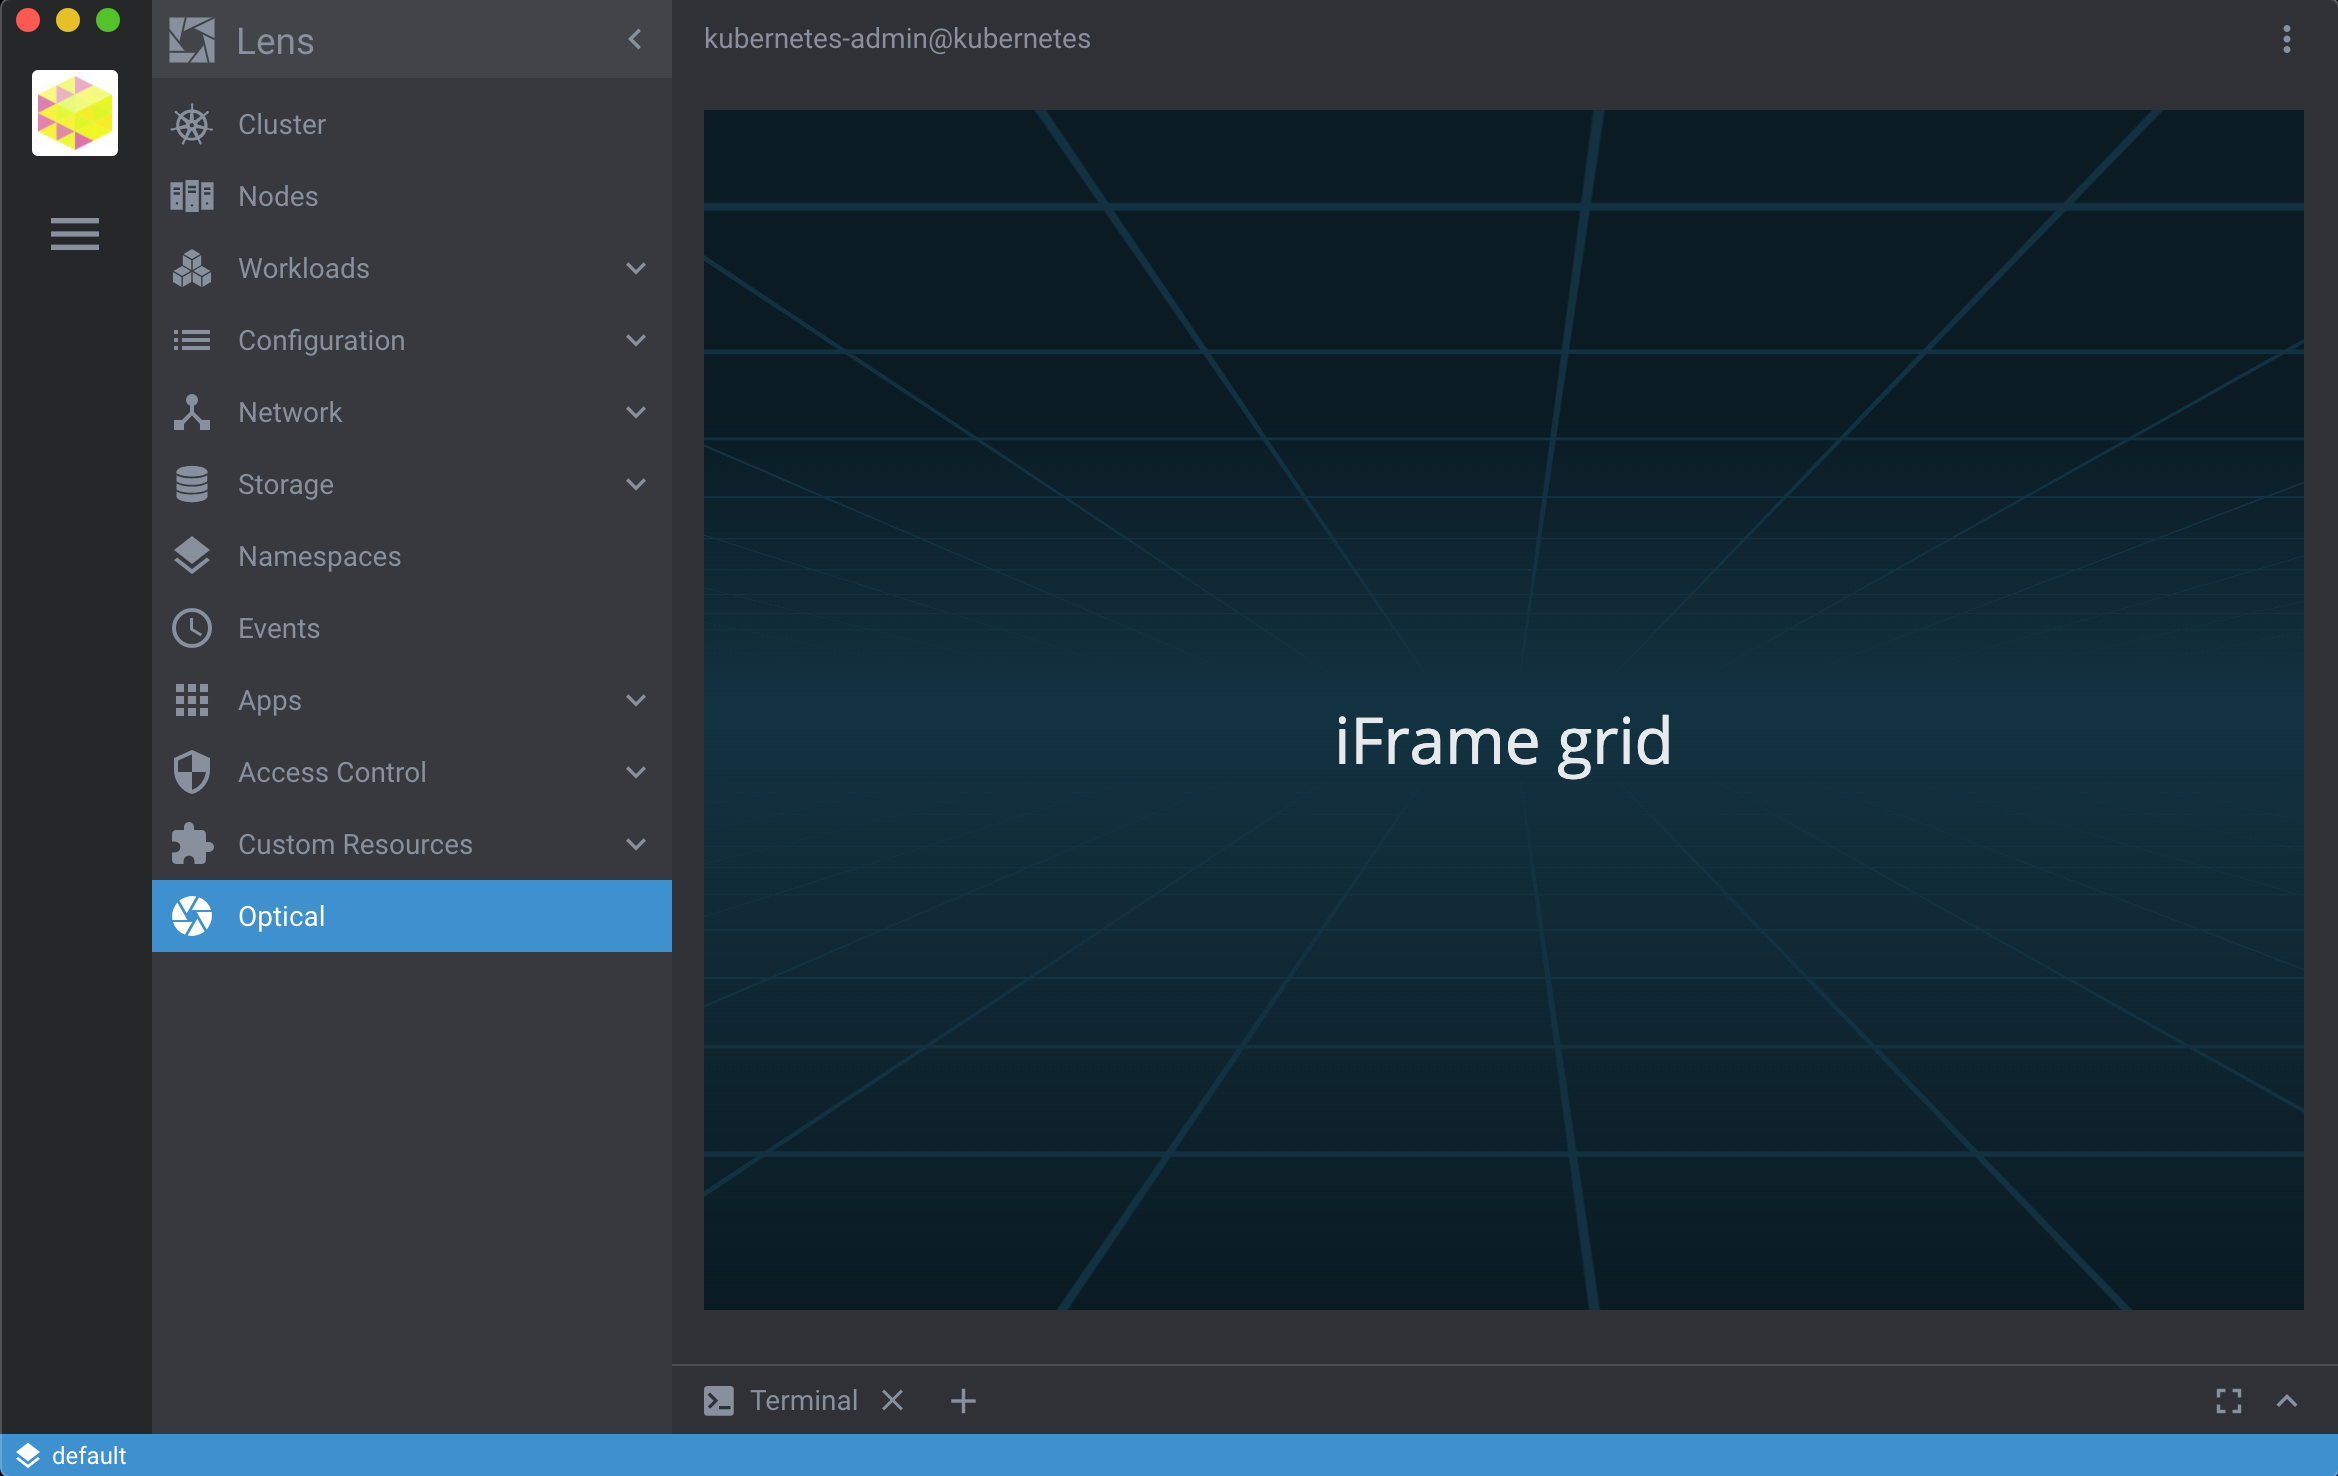 Lens
kubernetes-admin@kubernetes
Cluster
Nodes
Workloads
Configuration
Network
Storage
Namespaces
Events
Apps
Access Control
Custom Resources
Optical
iFrame grid
Terminal
default